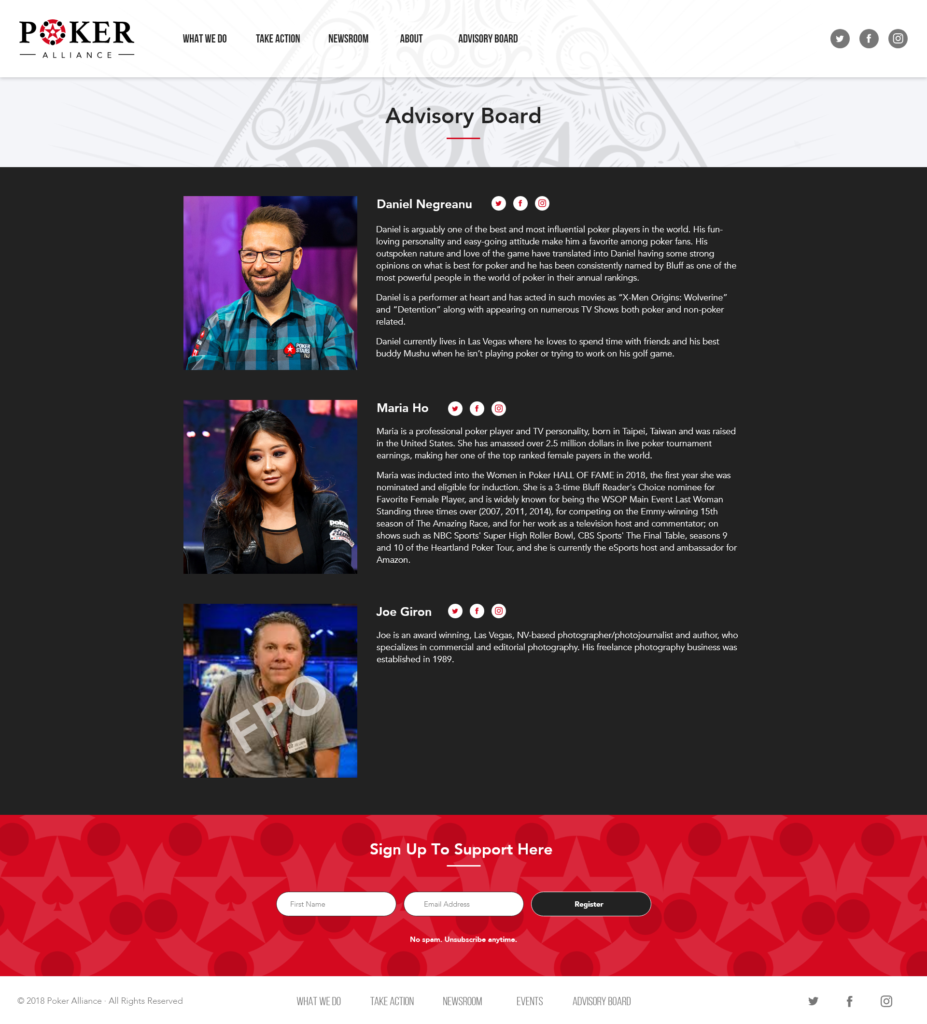 POKER
ALLIANCE
WHAT WE DO
TAKE ACTION
NEWSROOM
ABOUT
ADVISORY BOARD
Advisory Board
DVOCAC
Daniel Negreanu
Daniel is arguably one of the best and most influential poker players in the world. His fun-
loving personality and easy-going attitude make him a favorite among poker fans. His
outspoken nature and love of the game have translated into Daniel having some strong
opinions on what is best for poker and he has been consistently named by Bluff as one of the
most powerful people in the world of poker in their annual rankings.
Daniel is a performer at heart and has acted in such movies as “X-Men Origins: Wolverine”
and “Detention” along with appearing on numerous TV Shows both poker and non-poker
related.
Daniel currently lives in Las Vegas where he loves to spend time with friends and his best
buddy Mushu when he isn’t playing poker or trying to work on his golf game.
POKER
STARS
Maria Ho
Maria is a professional poker player and TV personality, born in Taipei, Taiwan and was raised
in the United States. She has amassed over 2.5 million dollars in live poker tournament
earnings, making her one of the top ranked female payers in the world.
Maria was inducted into the Women in Poker HALL OF FAME in 2018, the first year she was
nominated and eligible for induction. She is a 3-time Bluff Reader's Choice nominee for
Favorite Female Player, and is widely known for being the WSOP Main Event Last Woman
Standing three times over (2007, 2011, 2014), for competing on the Emmy-winning 15th
season of The Amazing Race, and for her work as a television host and commentator; on
shows such as NBC Sports' Super High Roller Bowl, CBS Sports' The Final Table, seasons 9
and 10 of the Heartland Poker Tour, and she is currently the eSports host and ambassador for
Amazon.
Joe Giron
Joe is an award winning, Las Vegas, NV-based photographer/photojournalist and author, who
specializes in commercial and editorial photography. His freelance photography business was
established in 1989.
FPO
Sign Up To Support Here
First Name
Email Address
Register
No spam. Unsubscribe anytime.
© 2018 Poker Alliance · All Rights Reserved
WHAT WE DO
TAKE ACTION
NEWSROOM
EVENTS
ADVISORY BOARD